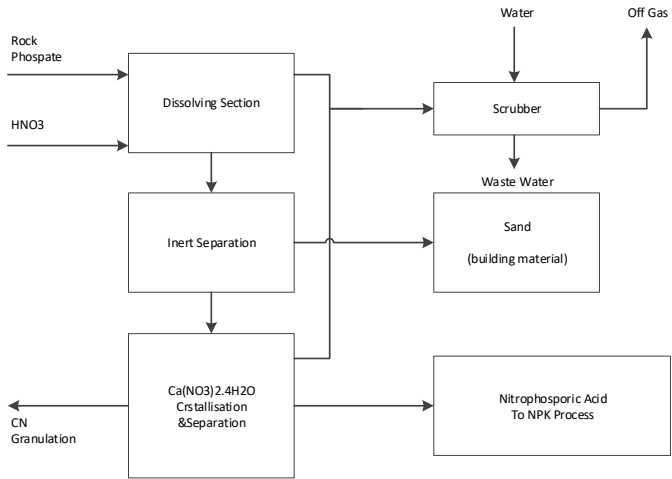 Water
Off Gas
Rock
Phospate
Dissolving Section
Scrubber
HNO3
Waste Water
Inert Separation
Sand
(building material)
Ca(NO3)2.4H2O
Crstallisation
&Separation
Nitrophosporic Acid
To NPK Process
CN
Granulation